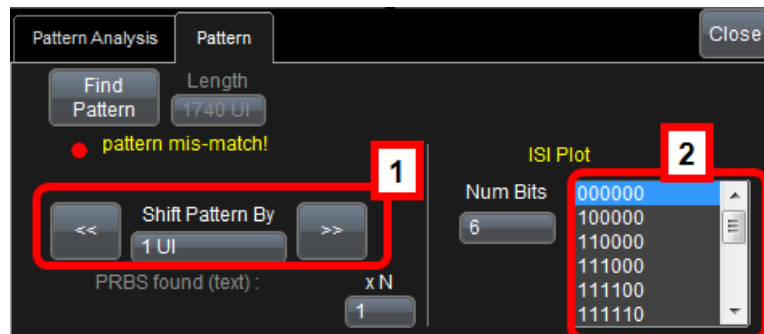 Pattern Analysis
Pattern
Close
Find
Pattern
Length
1740 UI
pattern mis-match!
1
<<
Shift Pattern By
1 UI
>>
PRBS found (text) :
x N
1
ISI Plot
2
Num Bits
6
000000
100000
110000
111000
111100
111110